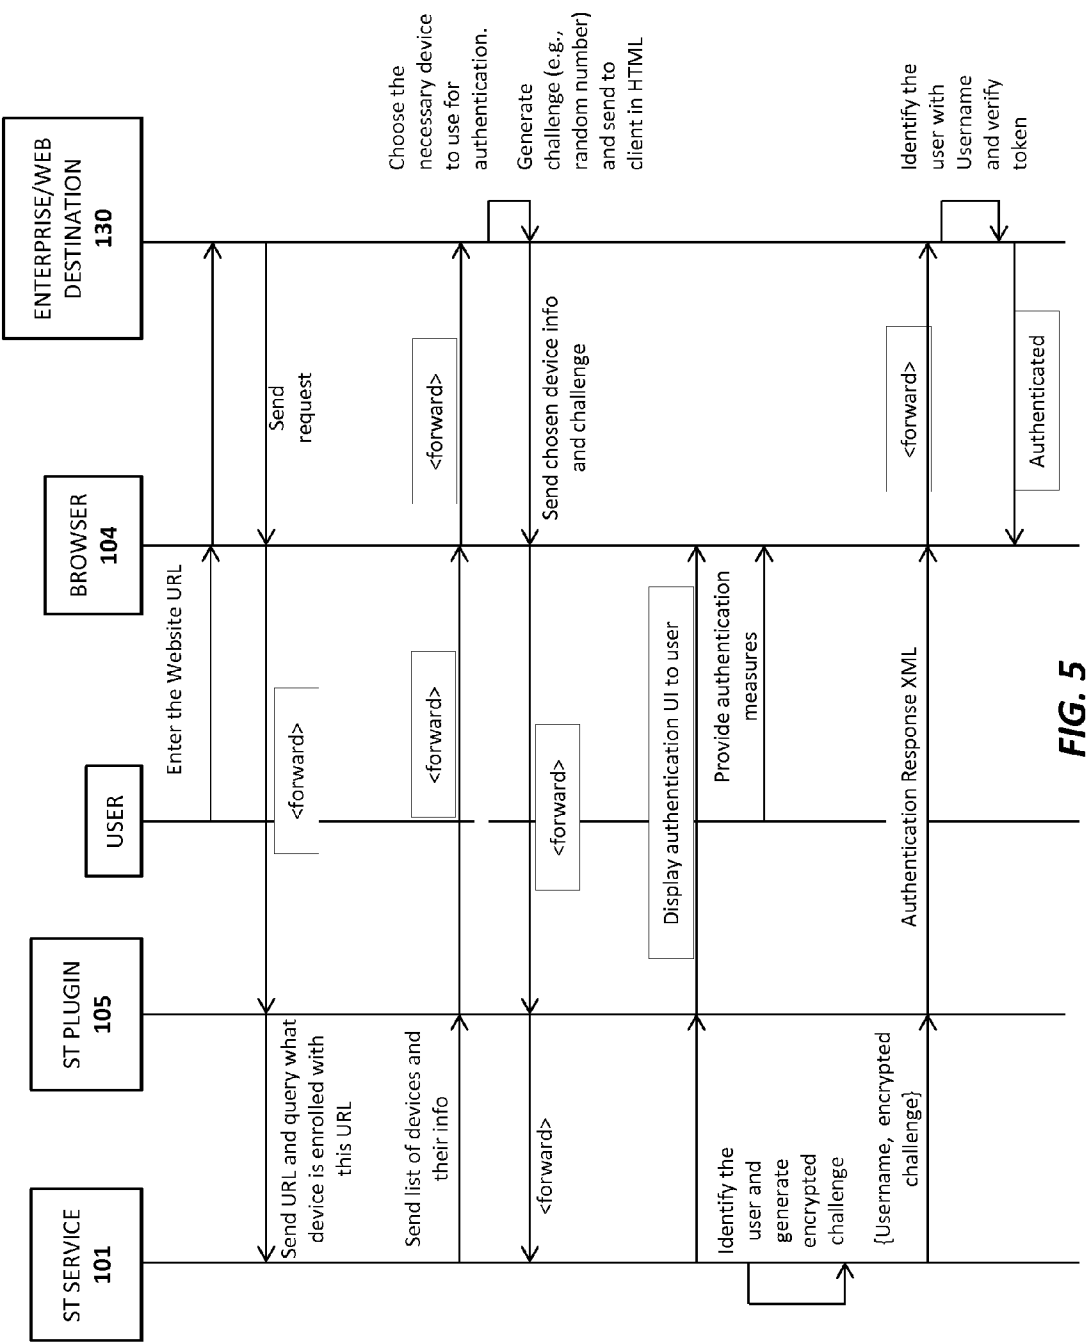 ST SERVICE
101
ST PLUGIN
105
USER
BROWSER
104
ENTERPRISE/WEB
DESTINATION
130
Enter the Website URL
Send
request
<forward>
Send URL and query what
device is enrolled with
this URL
Send list of devices and
their info
<forward>
<forward>
Choose the
necessary device
to use for
authentication.
Generate
challenge (e.g.,
random number)
and send to
client in HTML
Send chosen device info
and challenge
<forward>
<forward>
Display authentication UI to user
Provide authentication
measures
Identify the
user and
generate
encrypted
challenge
{Username, encrypted
challenge}
Authentication Response XML
<forward>
Identify the
user with
Username
and verify
token
Authenticated
FIG. 5